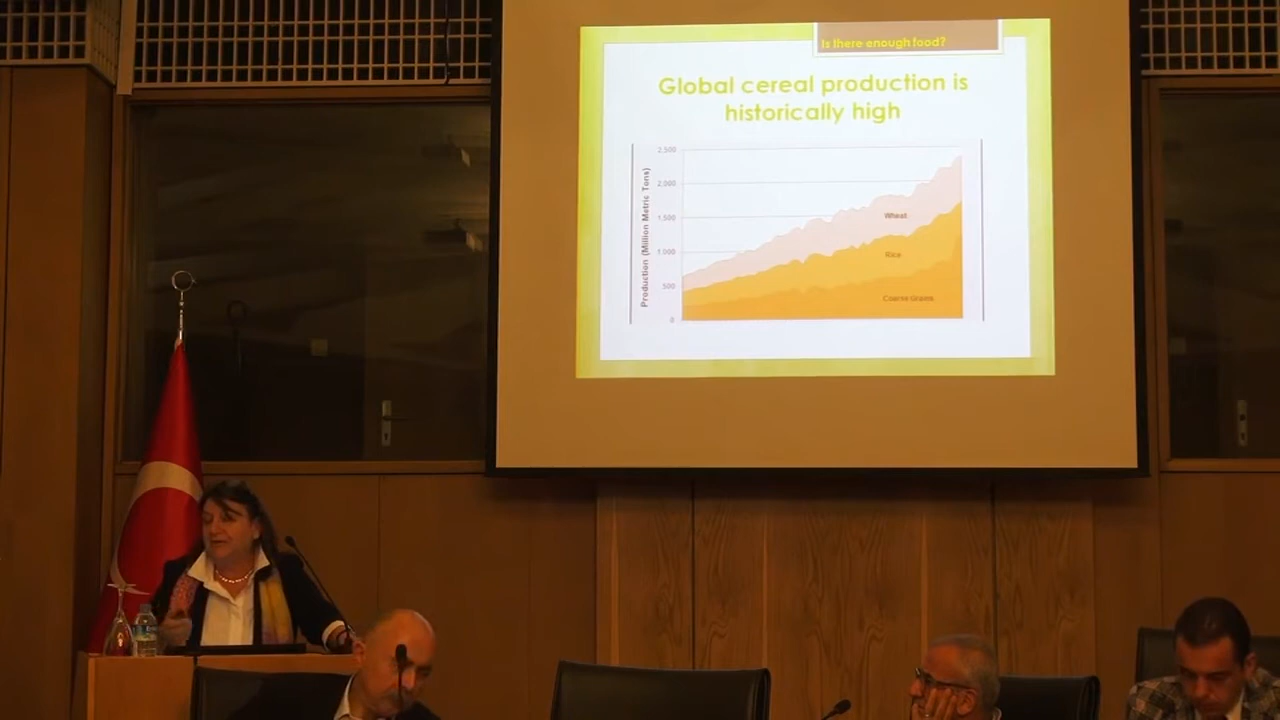 Is there enough food?
Global cereal production is
historically high
Production (Million Metric Tons)
2,500
2,000
1,500
1,000
500
0
Wheat
Rice
Coarse Grains